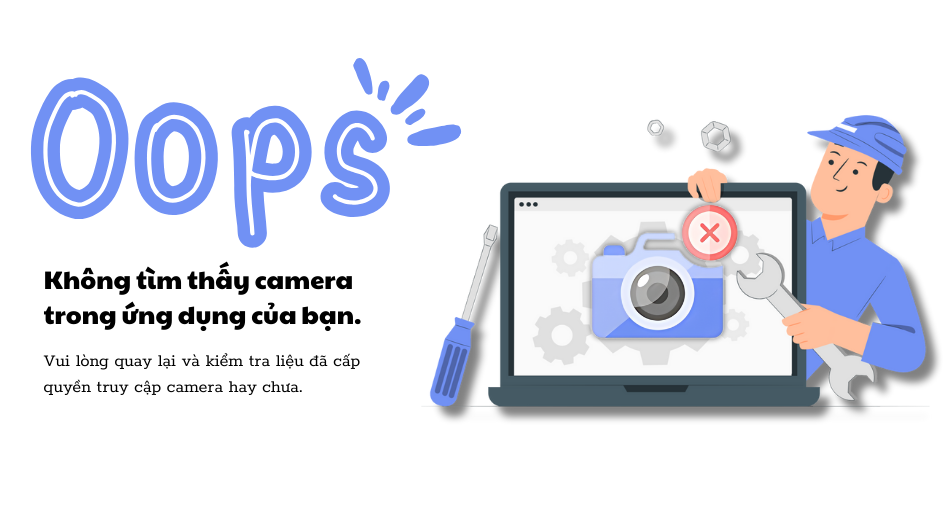 Oops
Không tìm thấy camera
trong ứng dụng của bạn.
Vui lòng quay lại và kiểm tra liệu đã cấp
quyền truy cập camera hay chưa.